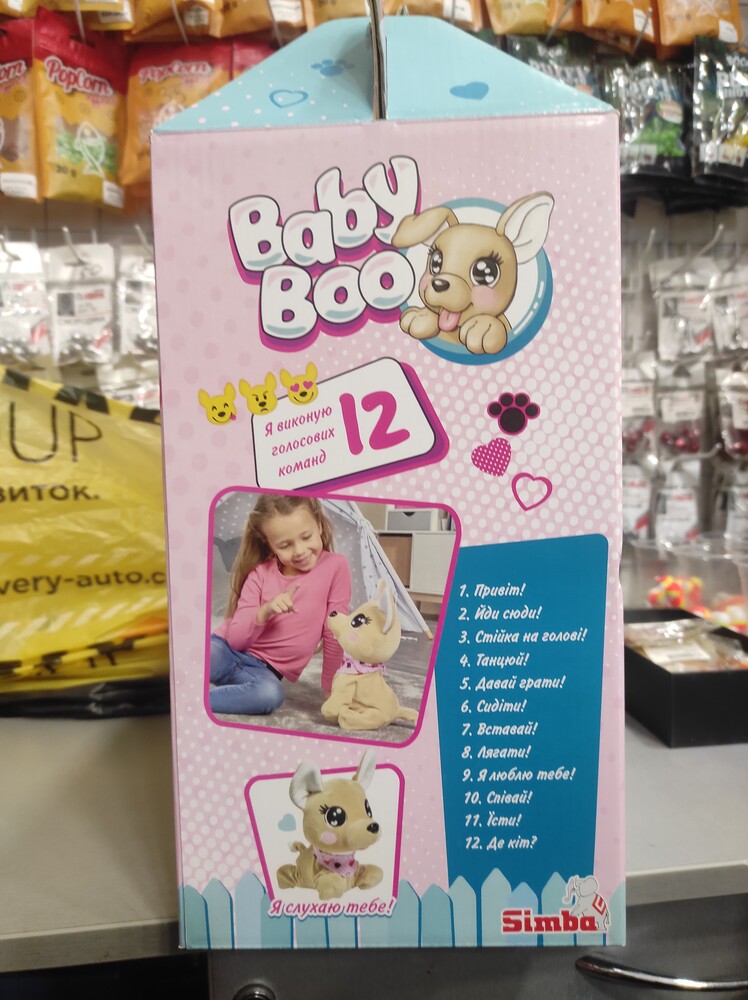 PopCorn
PopCorn
30 g
Baby
Boo
Я виконую
голосових
команд
12
UP
ВИТОК.
very-auto.c
1. Привіт!
2. Йди сюди!
3. Стійка на голові!
4. Танцюй!
5. Давай грати!
6. Сидіти!
7. Вставай!
8. Лягати!
9. Я люблю тебе!
10. Співай!
11. Їсти!
12. Де кіт?
Я слухаю тебе!
Simba